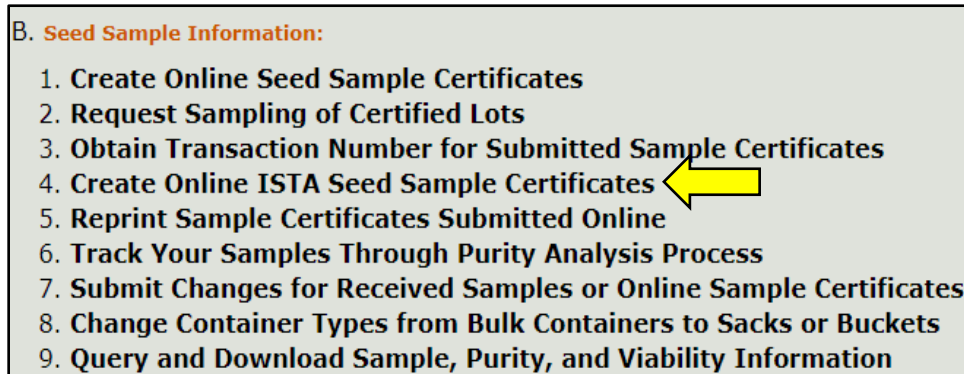 B. Seed Sample Information:
1. Create Online Seed Sample Certificates
2. Request Sampling of Certified Lots
3. Obtain Transaction Number for Submitted Sample Certificates
4. Create Online ISTA Seed Sample Certificates
5. Reprint Sample Certificates Submitted Online
6. Track Your Samples Through Purity Analysis Process
7. Submit Changes for Received Samples or Online Sample Certificates
8. Change Container Types from Bulk Containers to Sacks or Buckets
9. Query and Download Sample, Purity, and Viability Information